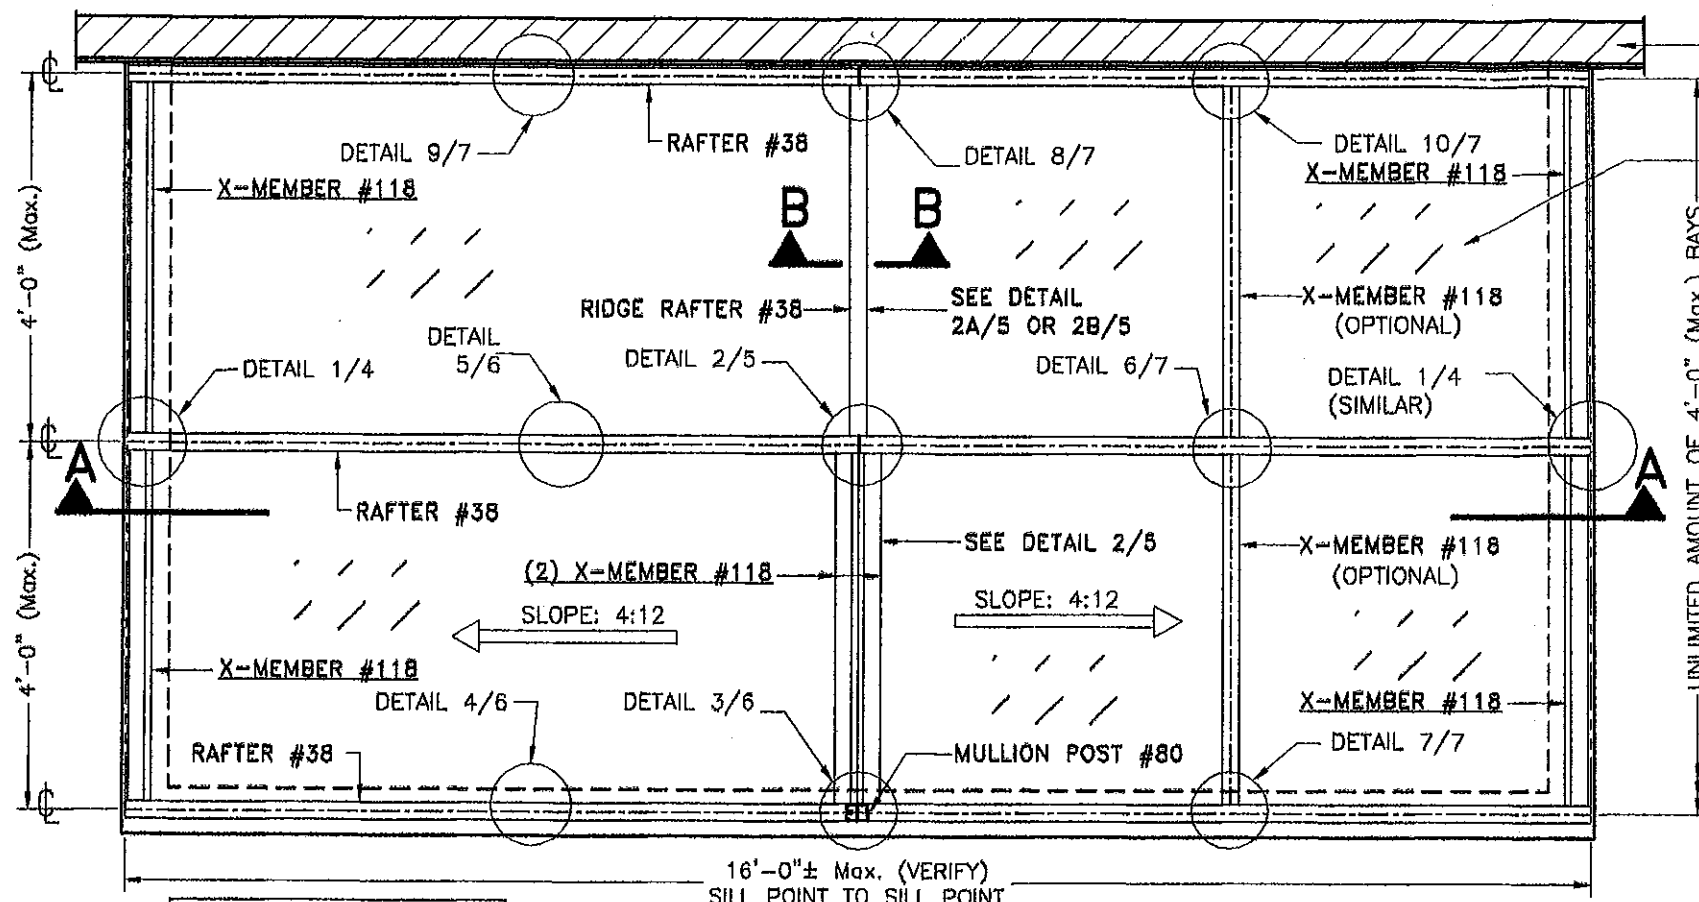 DETAIL 9/7
RAFTER #38
DETAIL 8/7
DETAIL 10/7
X-MEMBER #118
X-MEMBER #118
B
B
4'-0" (Max.)
RIDGE RAFTER #38
SEE DETAIL
2A/5 OR 2B/5
X-MEMBER #118
(OPTIONAL)
DETAIL 1/4
DETAIL
5/6
DETAIL 2/5
DETAIL 6/7
DETAIL 1/4
(SIMILAR)
UNLIMITED AMOUNT OF 4'-0" (Max.) BAYS
A
A
RAFTER #38
SEE DETAIL 2/5
X-MEMBER #118
(OPTIONAL)
(2) X-MEMBER #118
SLOPE: 4:12
SLOPE: 4:12
4'-0" (Max.)
X-MEMBER #118
DETAIL 4/6
DETAIL 3/6
X-MEMBER #118
RAFTER #38
MULLION POST #80
DETAIL 7/7
16'-0"± Max. (VERIFY)
SILL POINT TO SILL POINT